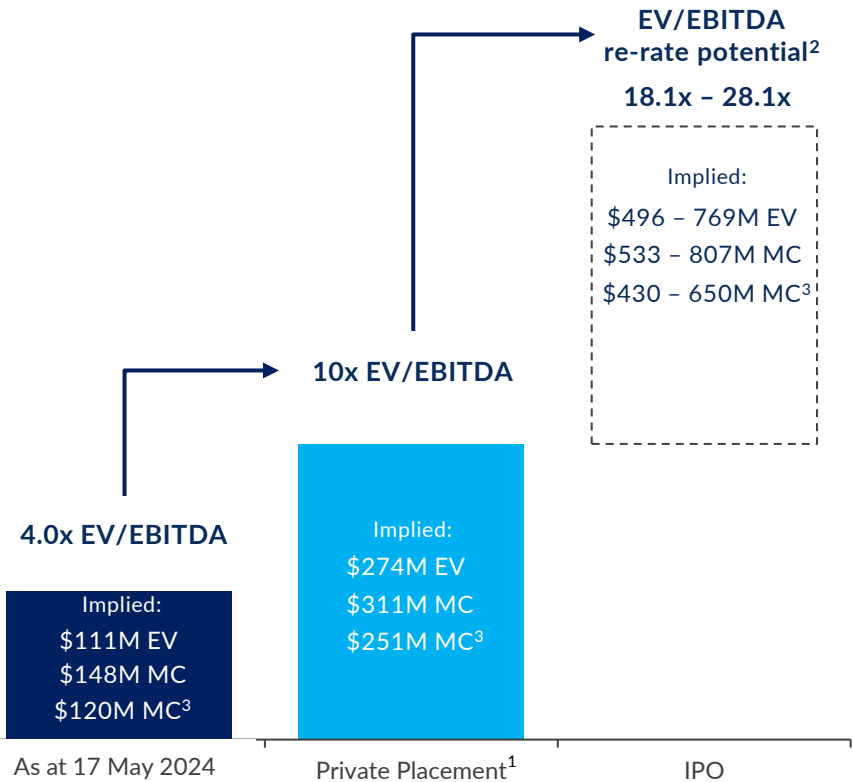 EV/EBITDA
re-rate potential²
18.1x – 28.1x
Implied:
$496 – 769M EV
$533 – 807M MC
$430 – 650M MC³
10x EV/EBITDA
Implied:
$274M EV
$311M MC
$251M MC³
4.0x EV/EBITDA
Implied:
$111M EV
$148M MC
$120M MC³
As at 17 May 2024
Private Placement¹
IPO